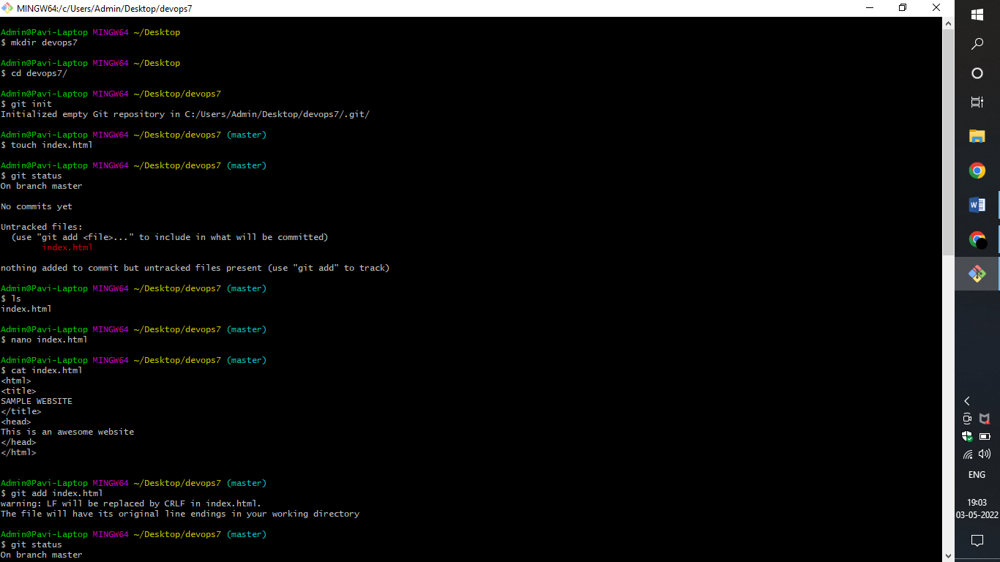 MINGW64:/c/Users/Admin/Desktop/devops7
Admin@Pavi-Laptop MINGW64 ~/Desktop
$ mkdir devops7
Admin@Pavi-Laptop MINGW64 ~/Desktop
$ cd devops7/
Admin@Pavi-Laptop MINGW64 ~/Desktop/devops7
$ git init
Initialized empty Git repository in C:/Users/Admin/Desktop/devops7/.git/
Admin@Pavi-Laptop MINGW64 ~/Desktop/devops7 (master)
$ touch index.html
Admin@Pavi-Laptop MINGW64 ~/Desktop/devops7 (master)
$ git status
On branch master
No commits yet
Untracked files:
(use "git add <file>..." to include in what will be committed)
index.html
nothing added to commit but untracked files present (use "git add" to track)
Admin@Pavi-Laptop MINGW64 ~/Desktop/devops7 (master)
$ ls
index.html
Admin@Pavi-Laptop MINGW64 ~/Desktop/devops7 (master)
$ nano index.html
Admin@Pavi-Laptop MINGW64 ~/Desktop/devops7 (master)
$ cat index.html
<html>
<title>
SAMPLE WEBSITE
</title>
<head>
This is an awesome website
</head>
</html>
Admin@Pavi-Laptop MINGW64 ~/Desktop/devops7 (master)
$ git add index.html
warning: LF will be replaced by CRLF in index.html.
The file will have its original line endings in your working directory
Admin@Pavi-Laptop MINGW64 ~/Desktop/devops7 (master)
$ git status
On branch master
W
ENG
19:03
03-05-2022